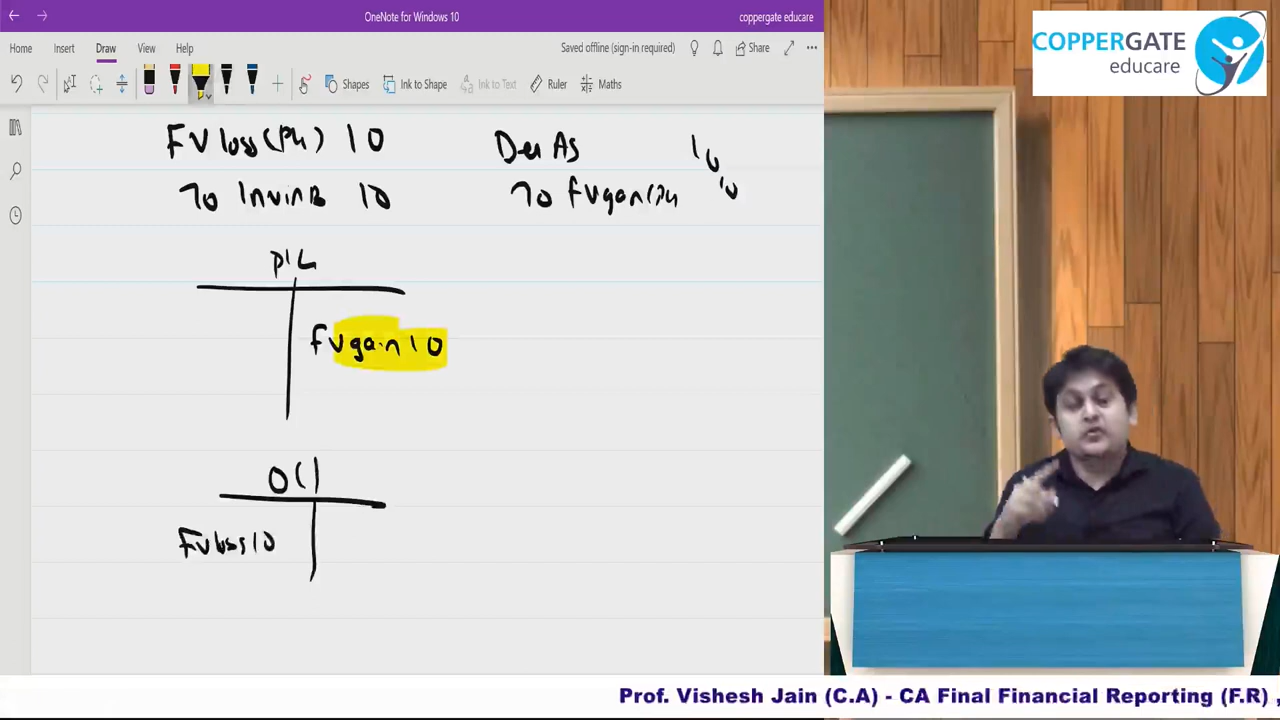 OneNote for Windows 10
coppergate educare
Home Insert Draw View Help
Saved offline (sign-in required)
Share
Shapes
Ink to Shape
Ink to Text
Ruler
Maths
COPPERGATE
educare
FV loss (P/L) 10
To Inv in B 10
Der As 10
To FV gain (P/L 10
P/L
FV gain 10
OCI
FV loss 10
Prof. Vishesh Jain (C.A) - CA Final Financial Reporting (F.R) ,